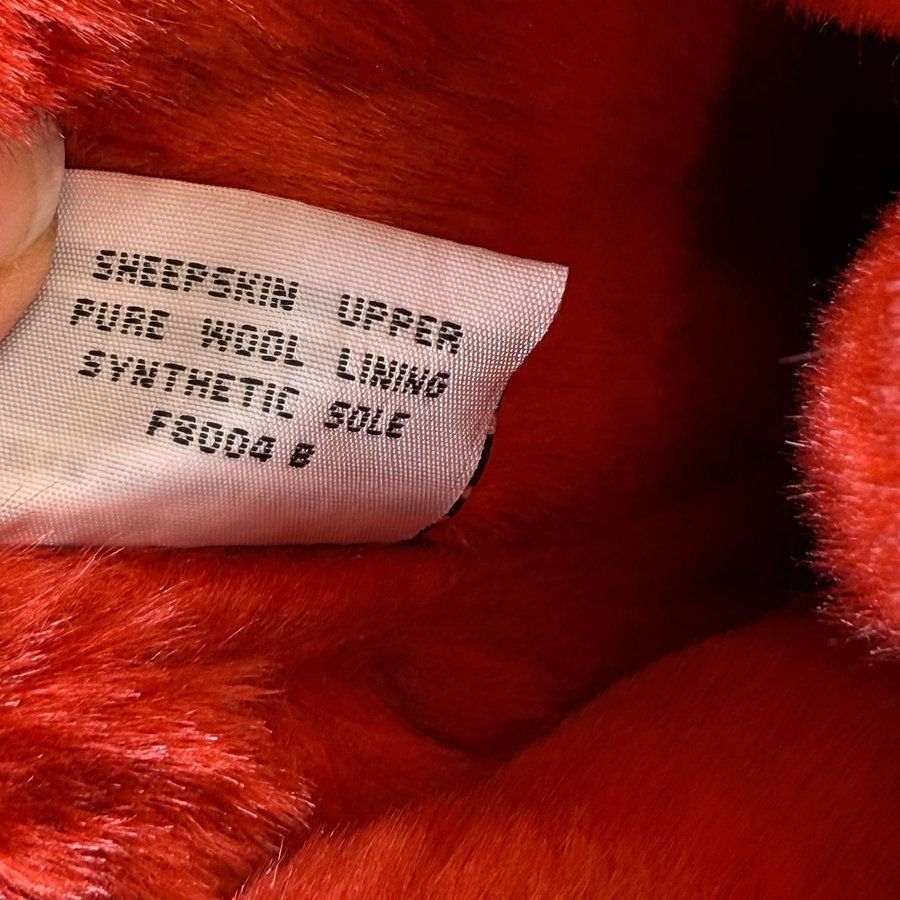 SHEEPSKIN UPPER
PURE WOOL LINING
SYNTHETIC SOLE
F8004 B